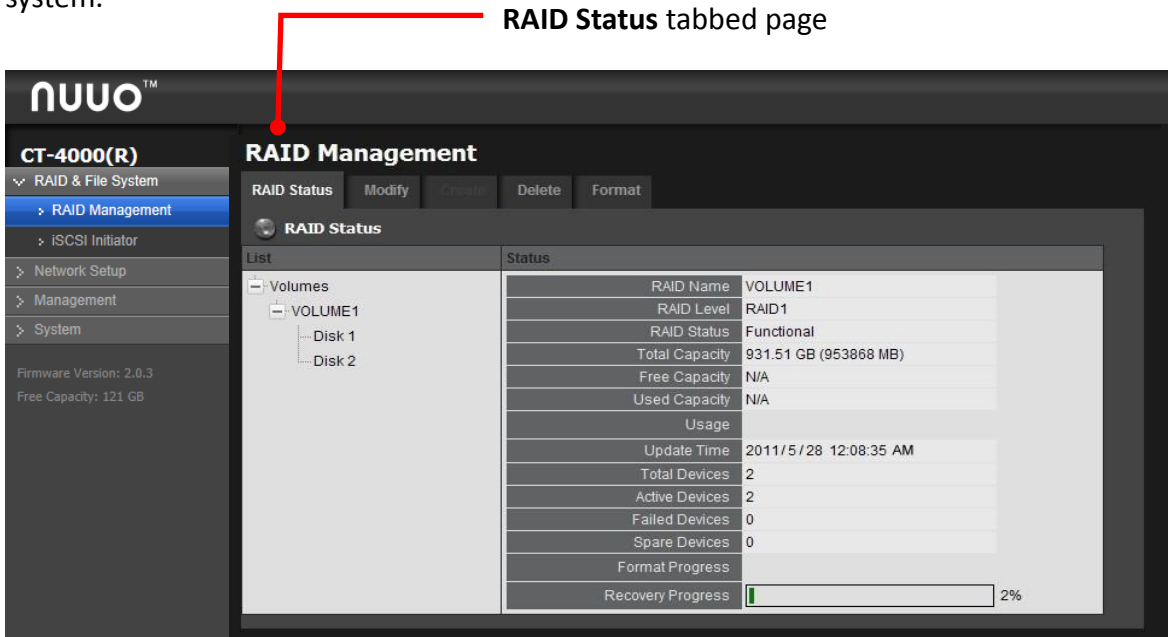 system.
RAID Status tabbed page
nuuo™
CT-4000(R)
RAID & File System
RAID Management
iSCSI Initiator
Network Setup
Management
System
Firmware Version: 2.0.3
Free Capacity: 121 GB
RAID Management
RAID Status Modify Create Delete Format
RAID Status
List Status
Volumes
VOLUME1
Disk 1
Disk 2
RAID Name VOLUME1
RAID Level RAID1
RAID Status Functional
Total Capacity 931.51 GB (953868 MB)
Free Capacity N/A
Used Capacity N/A
Usage
Update Time 2011/5/28 12:08:35 AM
Total Devices 2
Active Devices 2
Failed Devices 0
Spare Devices 0
Format Progress
Recovery Progress 2%